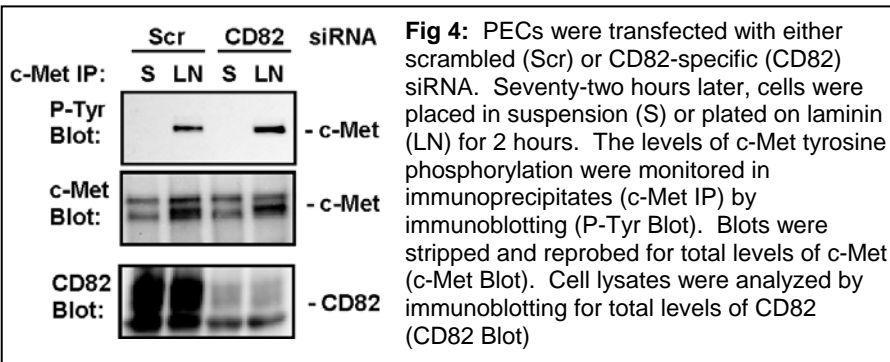 Scr CD82 siRNA
c-Met IP: S LN S LN
P-Tyr
Blot:
- c-Met
c-Met
Blot:
- c-Met
CD82
Blot:
- CD82
Fig 4: PECs were transfected with either
scrambled (Scr) or CD82-specific (CD82)
siRNA. Seventy-two hours later, cells were
placed in suspension (S) or plated on laminin
(LN) for 2 hours. The levels of c-Met tyrosine
phosphorylation were monitored in
immunoprecipitates (c-Met IP) by
immunoblotting (P-Tyr Blot). Blots were
stripped and reprobed for total levels of c-Met
(c-Met Blot). Cell lysates were analyzed by
immunoblotting for total levels of CD82
(CD82 Blot)